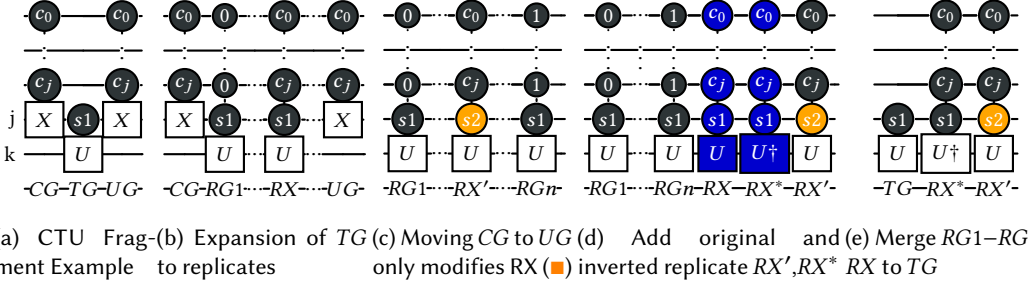 c0 c0 c0 c0 0 c0 1 0 1 c0 c0 c0 c0 c0
cj cj cj 0 cj cj 0 cj 1 0 1 cj cj cj cj cj
j X s1 X X s1 s1 X s1 s2 s1 s1 s1 s1 s1 s2 s1 s1 s2
k U U U U U U U U U U† U U U† U
CG TG UG CG RG1 RX UG RG1 RX′ RGn RG1 RGn RX RX* RX′ TG RX* RX′
a) CTU Frag- (b) Expansion of TG (c) Moving CG to UG (d) Add original and (e) Merge RG1–RG
ment Example to replicates only modifies RX (■) inverted replicate RX′,RX* RX to TG